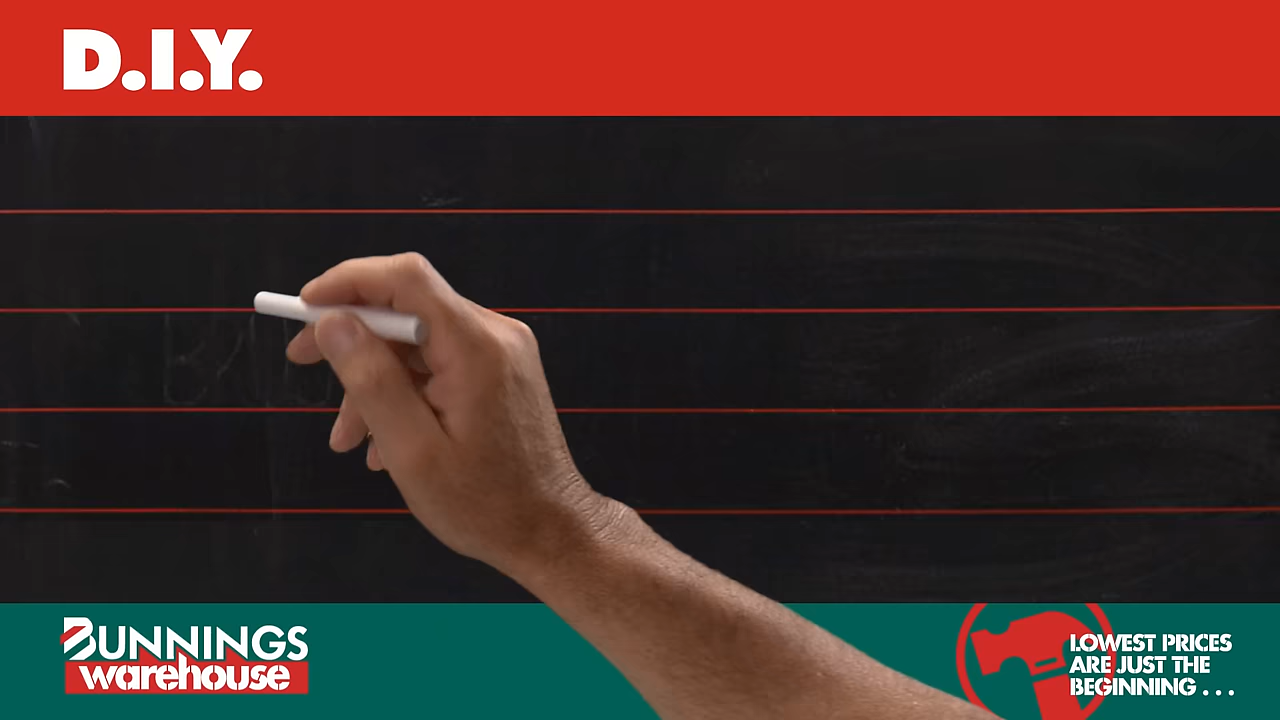 D.I.Y.
BUNNINGS
warehouse
LOWEST PRICES
ARE JUST THE
BEGINNING...